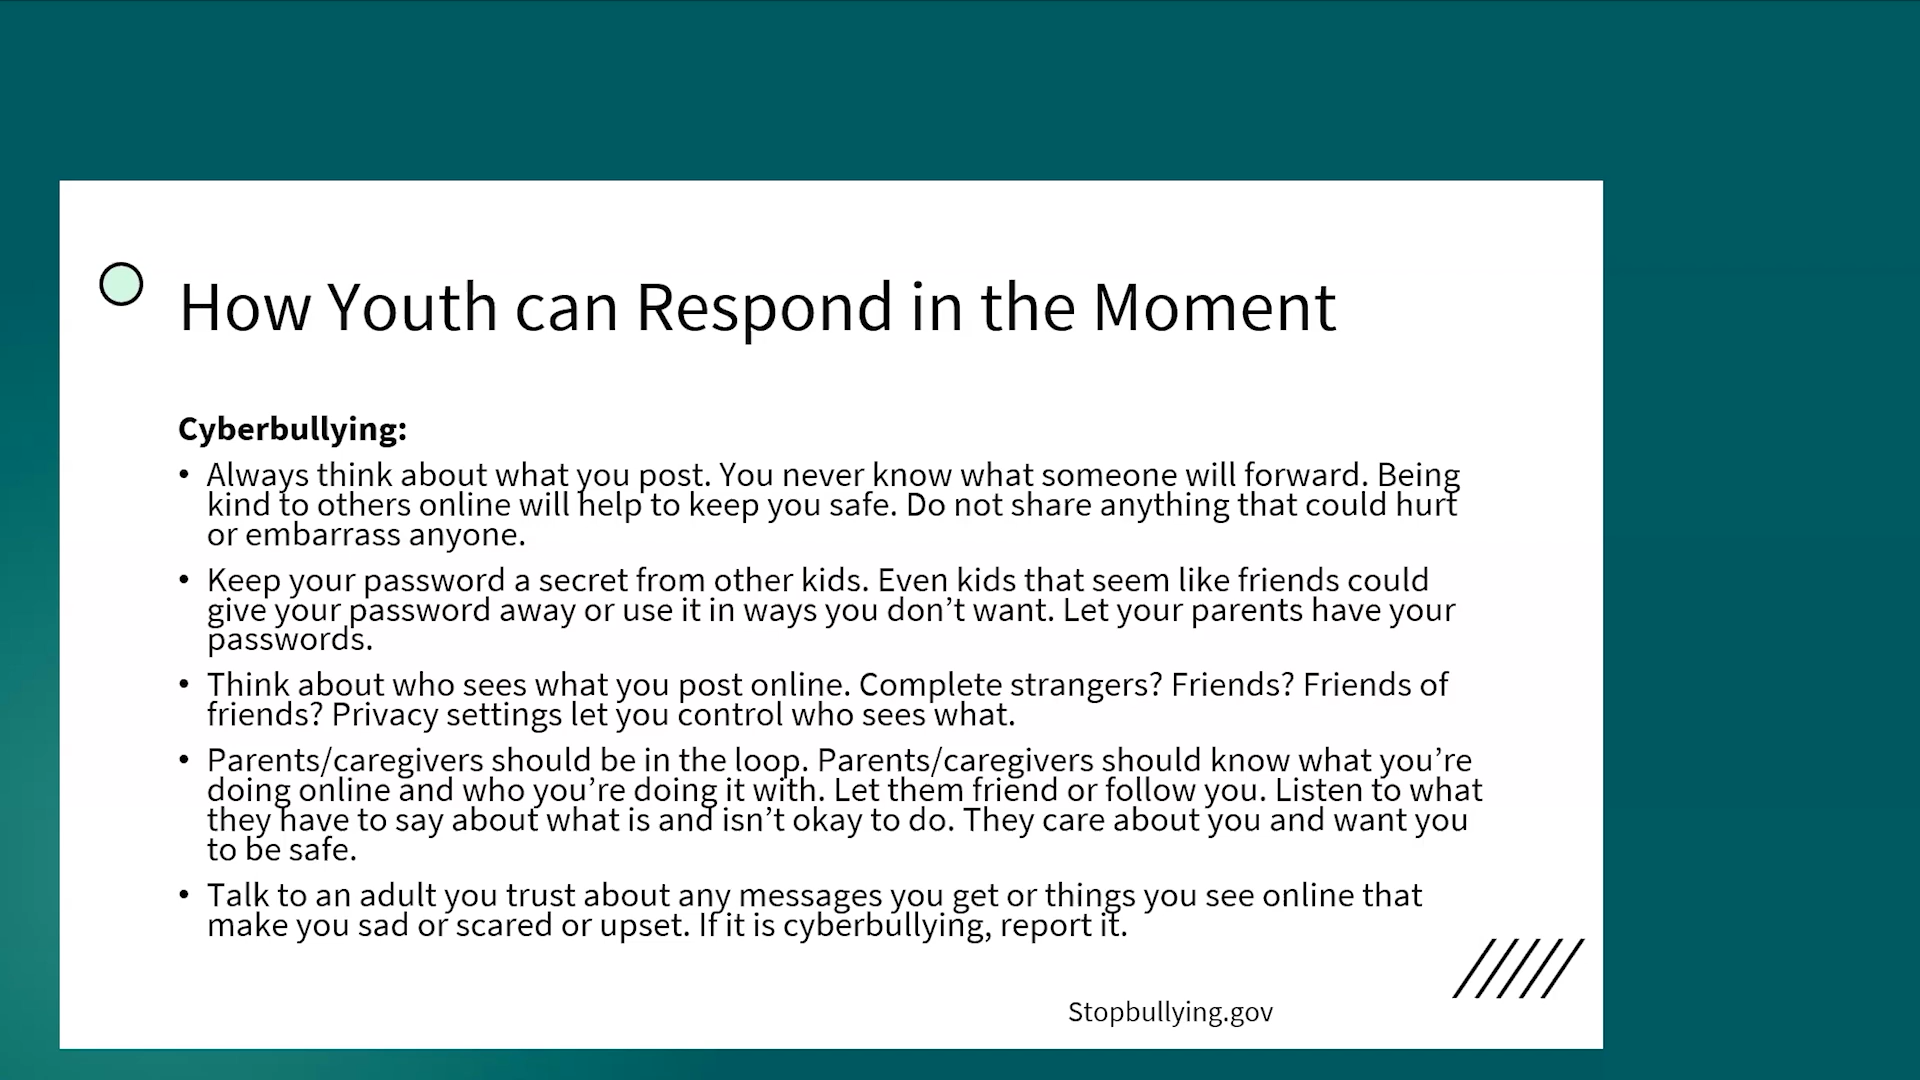 How Youth can Respond in the Moment
Cyberbullying:
• Always think about what you post. You never know what someone will forward. Being
kind to others online will help to keep you safe. Do not share anything that could hurt
or embarrass anyone.
• Keep your password a secret from other kids. Even kids that seem like friends could
give your password away or use it in ways you don’t want. Let your parents have your
passwords.
• Think about who sees what you post online. Complete strangers? Friends? Friends of
friends? Privacy settings let you control who sees what.
• Parents/caregivers should be in the loop. Parents/caregivers should know what you’re
doing online and who you’re doing it with. Let them friend or follow you. Listen to what
they have to say about what is and isn’t okay to do. They care about you and want you
to be safe.
• Talk to an adult you trust about any messages you get or things you see online that
make you sad or scared or upset. If it is cyberbullying, report it.
Stopbullying.gov